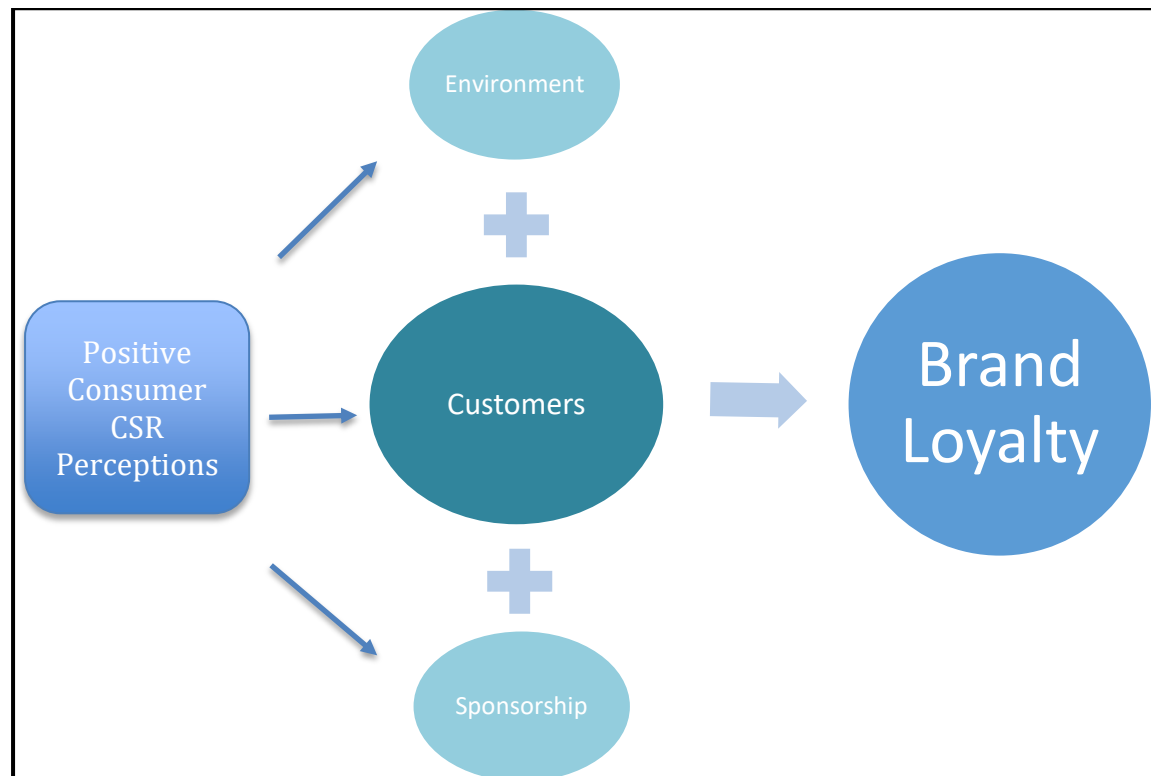 Environment
Positive
Consumer
CSR
Perceptions
Customers
Brand
Loyalty
Sponsorship